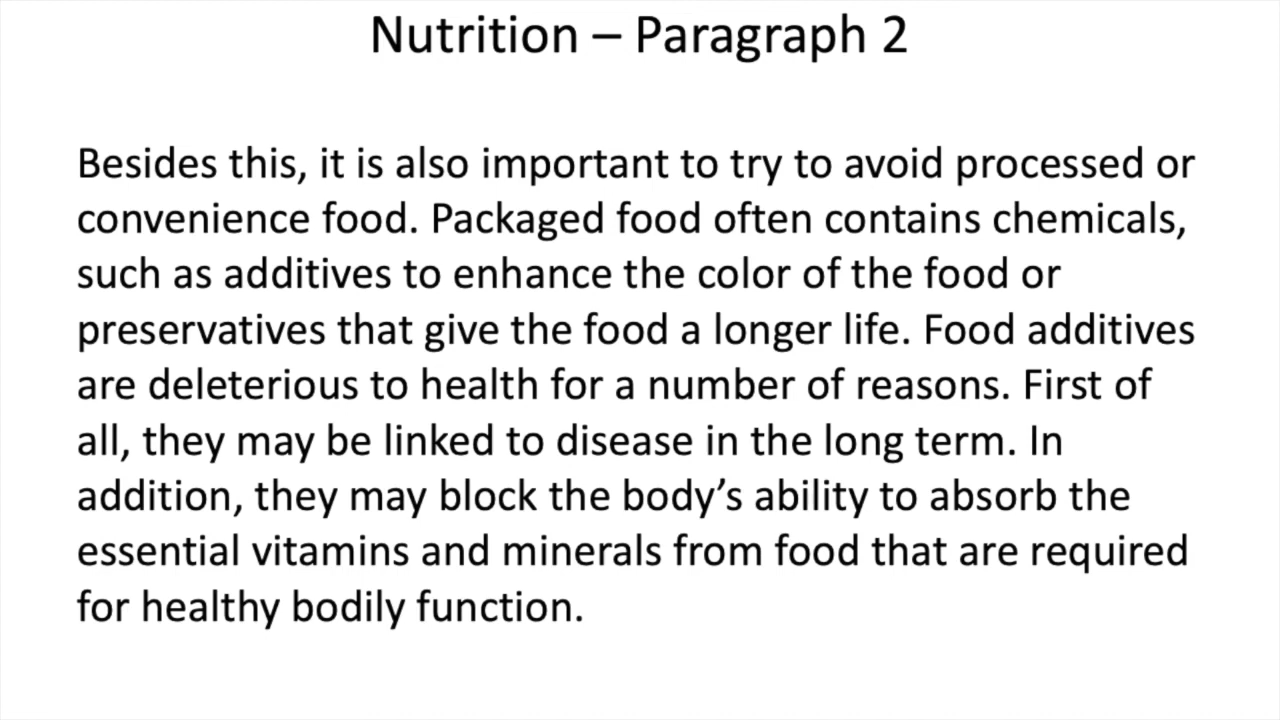 Nutrition – Paragraph 2
Besides this, it is also important to try to avoid processed or
convenience food. Packaged food often contains chemicals,
such as additives to enhance the color of the food or
preservatives that give the food a longer life. Food additives
are deleterious to health for a number of reasons. First of
all, they may be linked to disease in the long term. In
addition, they may block the body’s ability to absorb the
essential vitamins and minerals from food that are required
for healthy bodily function.